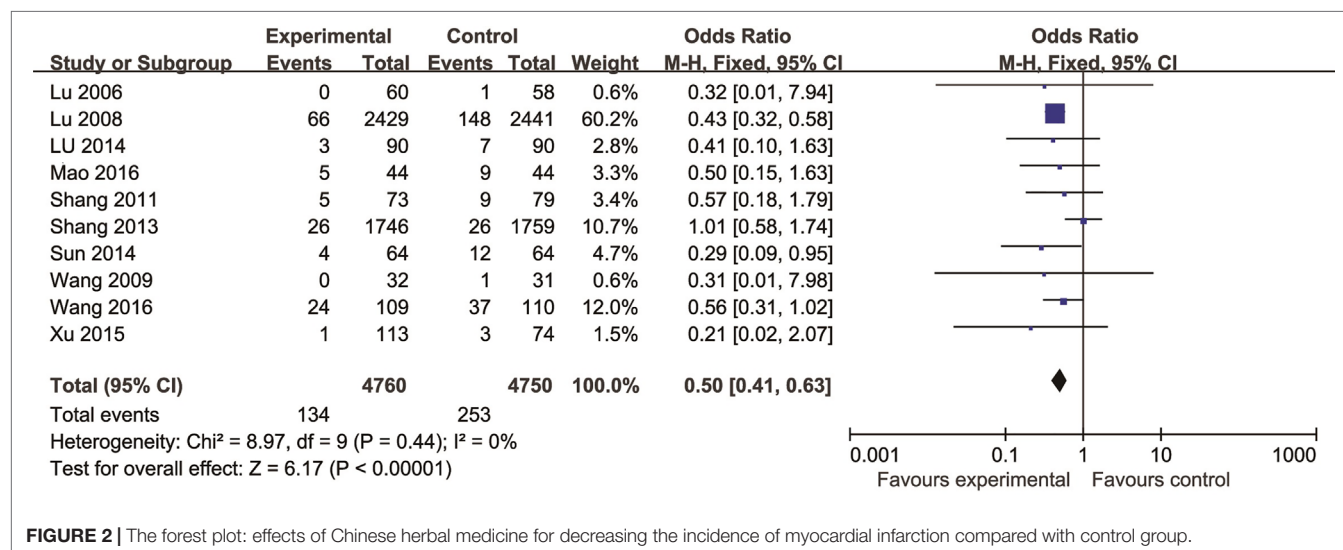 Experimental Control Odds Ratio Odds Ratio
Study or Subgroup Events Total Events Total Weight M-H, Fixed, 95% CI M-H, Fixed, 95% CI
Lu 2006 0 60 1 58 0.6% 0.32 [0.01, 7.94]
Lu 2008 66 2429 148 2441 60.2% 0.43 [0.32, 0.58]
LU 2014 3 90 7 90 2.8% 0.41 [0.10, 1.63]
Mao 2016 5 44 9 44 3.3% 0.50 [0.15, 1.63]
Shang 2011 5 73 9 79 3.4% 0.57 [0.18, 1.79]
Shang 2013 26 1746 26 1759 10.7% 1.01 [0.58, 1.74]
Sun 2014 4 64 12 64 4.7% 0.29 [0.09, 0.95]
Wang 2009 0 32 1 31 0.6% 0.31 [0.01, 7.98]
Wang 2016 24 109 37 110 12.0% 0.56 [0.31, 1.02]
Xu 2015 1 113 3 74 1.5% 0.21 [0.02, 2.07]
Total (95% CI) 4760 4750 100.0% 0.50 [0.41, 0.63]
Total events 134 253
Heterogeneity: Chi² = 8.97, df = 9 (P = 0.44); I² = 0%
Test for overall effect: Z = 6.17 (P < 0.00001)
0.001 0.1 1 10 1000
Favours experimental Favours control
FIGURE 2 | The forest plot: effects of Chinese herbal medicine for decreasing the incidence of myocardial infarction compared with control group.